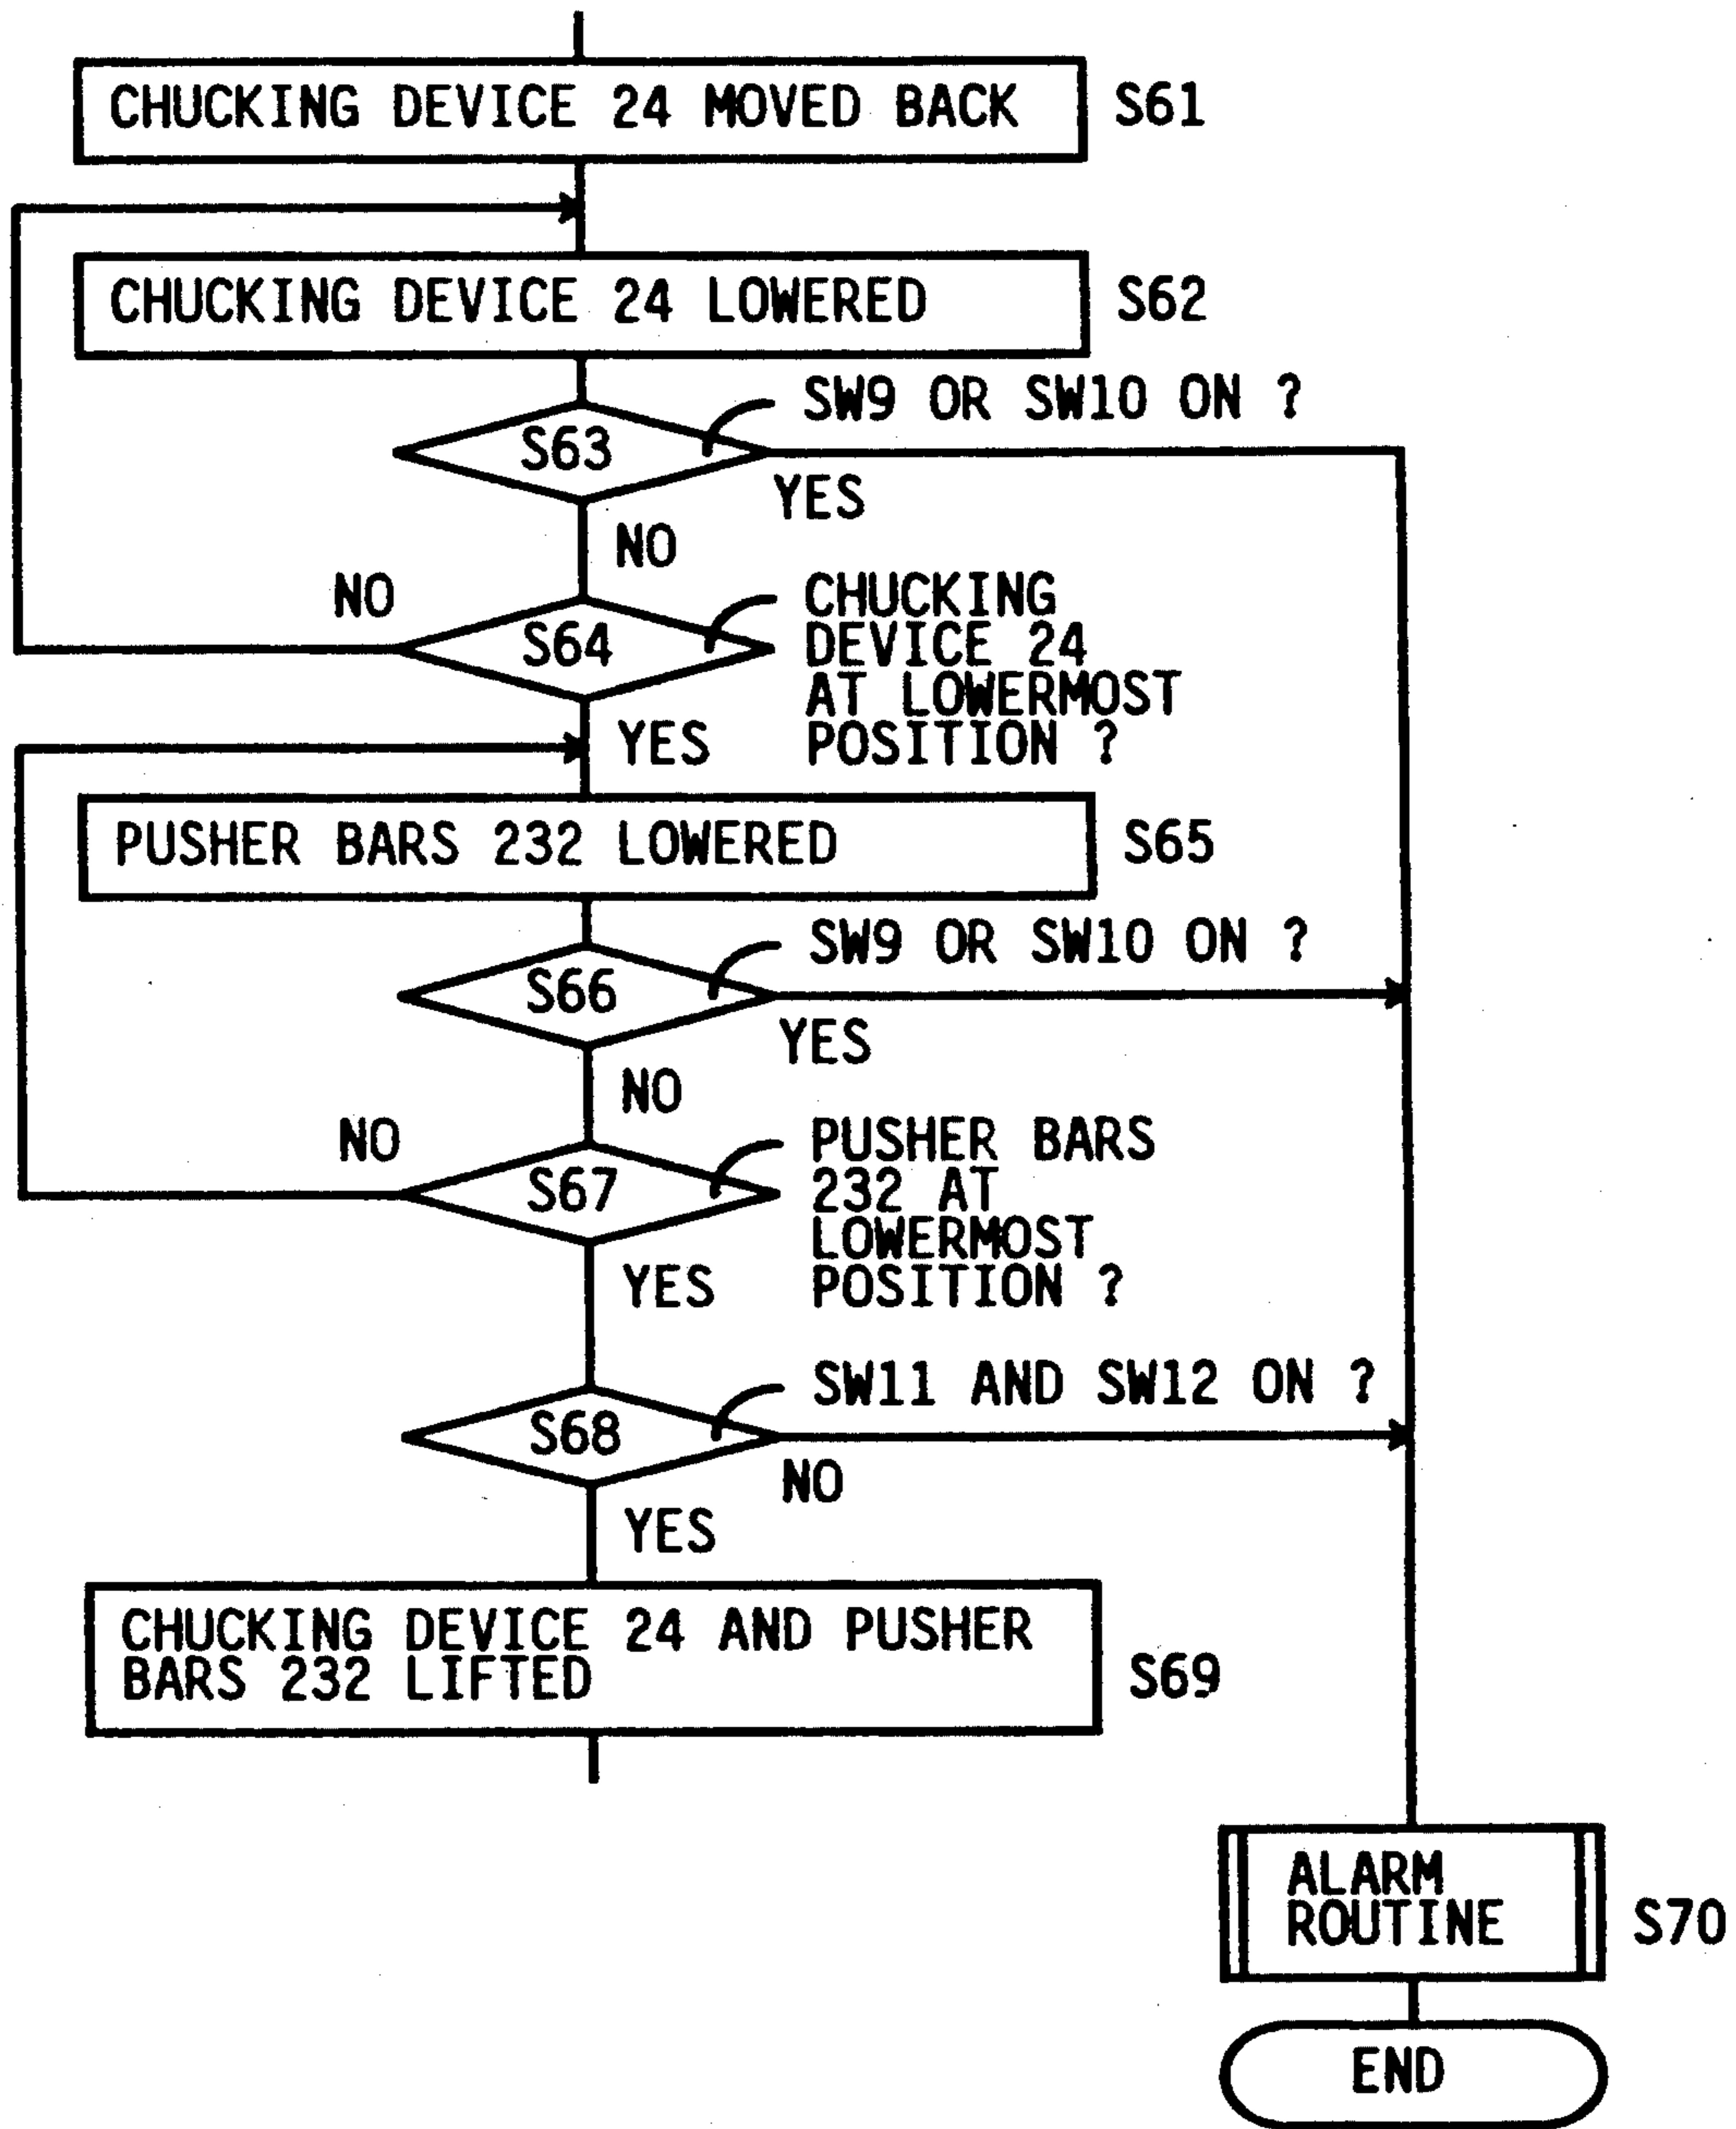 CHUCKING DEVICE 24 MOVED BACK
S61
CHUCKING DEVICE 24 LOWERED
S62
SW9 OR SW10 ON ?
S63
YES
NO
NO
S64
CHUCKING
DEVICE 24
AT LOWERMOST
POSITION ?
YES
PUSHER BARS 232 LOWERED
S65
SW9 OR SW10 ON ?
S66
YES
NO
NO
S67
PUSHER BARS
232 AT
LOWERMOST
POSITION ?
YES
SW11 AND SW12 ON ?
S68
NO
YES
CHUCKING DEVICE 24 AND PUSHER
BARS 232 LIFTED
S69
ALARM
ROUTINE
S70
END